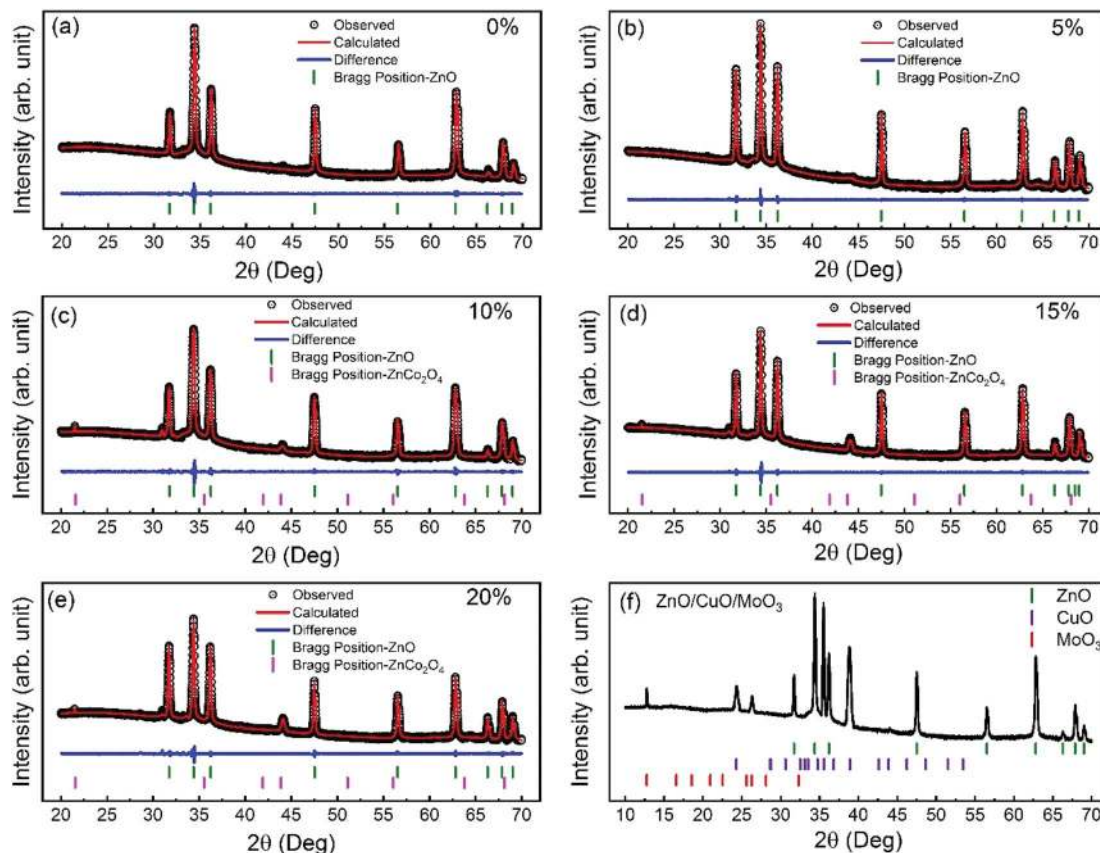 (a)
0%
Observed
Calculated
Difference
Bragg Position-ZnO
Intensity (arb. unit)
20 25 30 35 40 45 50 55 60 65 70
2θ (Deg)
(b)
5%
Observed
Calculated
Difference
Bragg Position-ZnO
Intensity (arb. unit)
20 25 30 35 40 45 50 55 60 65 70
2θ (Deg)
(c)
10%
Observed
Calculated
Difference
Bragg Position-ZnO
Bragg Position-ZnCo₂O₄
Intensity (arb. unit)
20 25 30 35 40 45 50 55 60 65 70
2θ (Deg)
(d)
15%
Observed
Calculated
Difference
Bragg Position-ZnO
Bragg Position-ZnCo₂O₄
Intensity (arb. unit)
20 25 30 35 40 45 50 55 60 65 70
2θ (Deg)
(e)
20%
Observed
Calculated
Difference
Bragg Position-ZnO
Bragg Position-ZnCo₂O₄
Intensity (arb. unit)
20 25 30 35 40 45 50 55 60 65 70
2θ (Deg)
(f)
ZnO/CuO/MoO₃
ZnO
CuO
MoO₃
Intensity (arb. unit)
10 15 20 25 30 35 40 45 50 55 60 65 70
2θ (Deg)